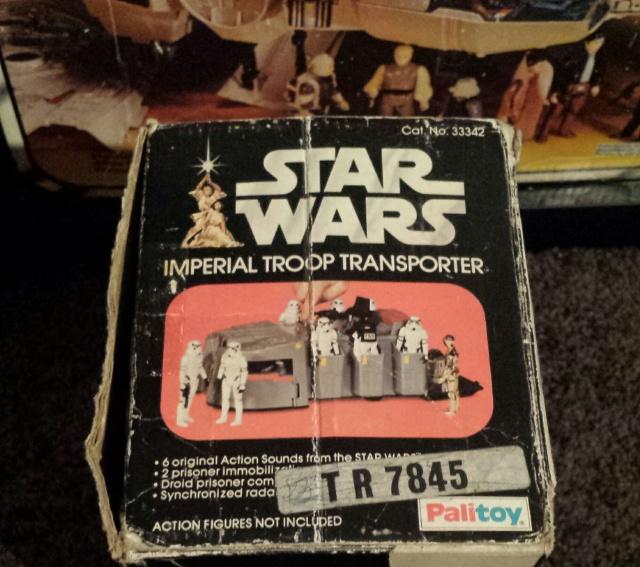 Cat. No. 33342
STAR
WARS
IMPERIAL TROOP TRANSPORTER
• 6 original Action Sounds from the STAR WARS
• 2 prisoner
• Droid prisoner
• Synchronized
T R 7845
ACTION FIGURES NOT INCLUDED
Palitoy